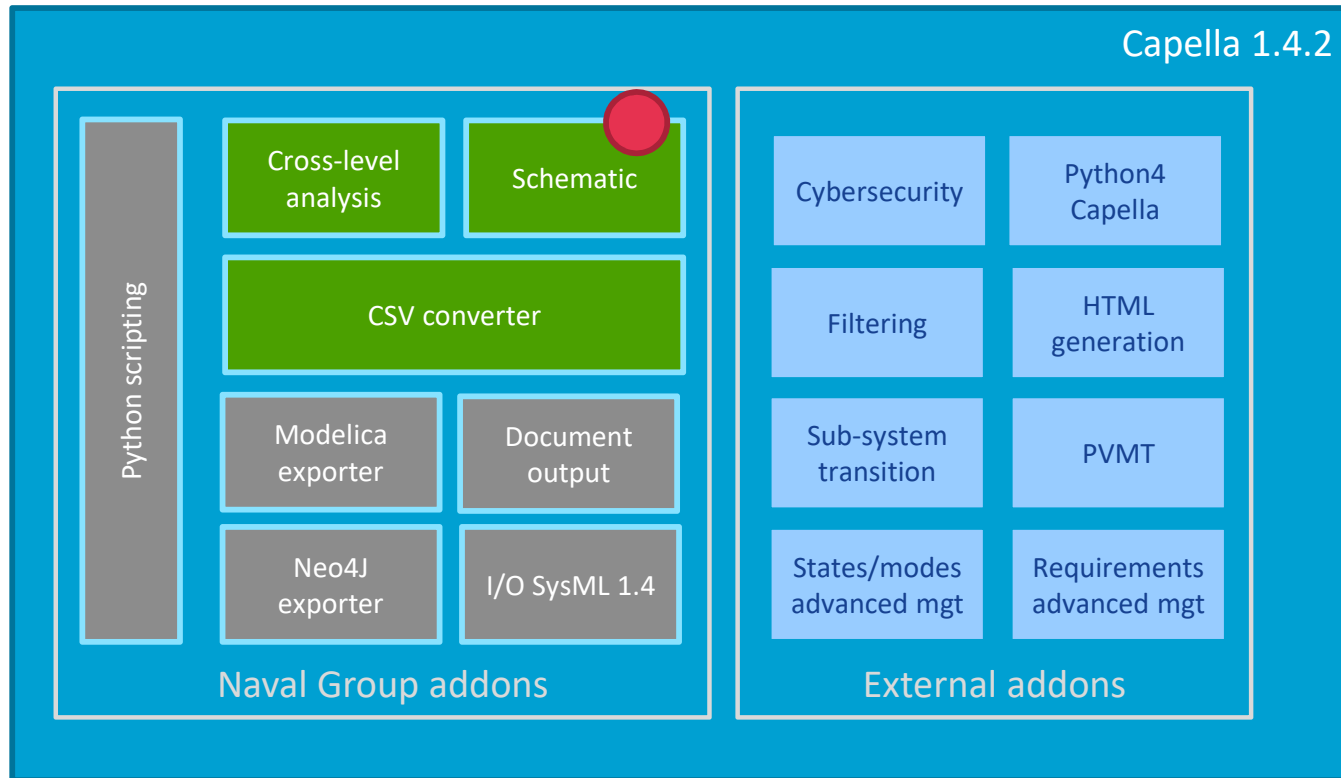 Capella 1.4.2
Python scripting
Cross-level
analysis
Schematic
CSV converter
Modelica
exporter
Document
output
Neo4J
exporter
I/O SysML 1.4
Naval Group addons
Cybersecurity
Python4
Capella
Filtering
HTML
generation
Sub-system
transition
PVMT
States/modes
advanced mgt
Requirements
advanced mgt
External addons